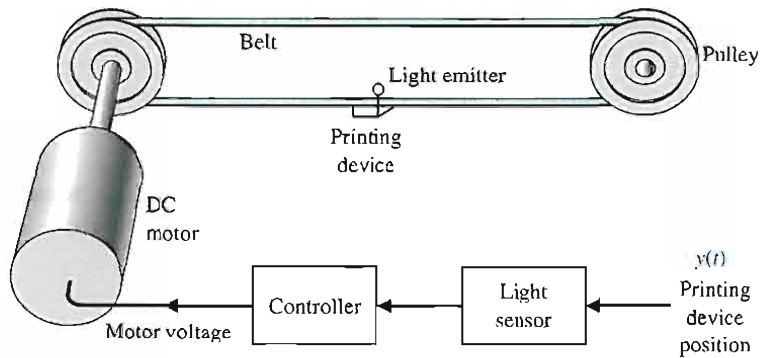 Belt
Pulley
Light emitter
Printing
device
DC
motor
y(t)
Printing
device
position
Light
sensor
Controller
Motor voltage